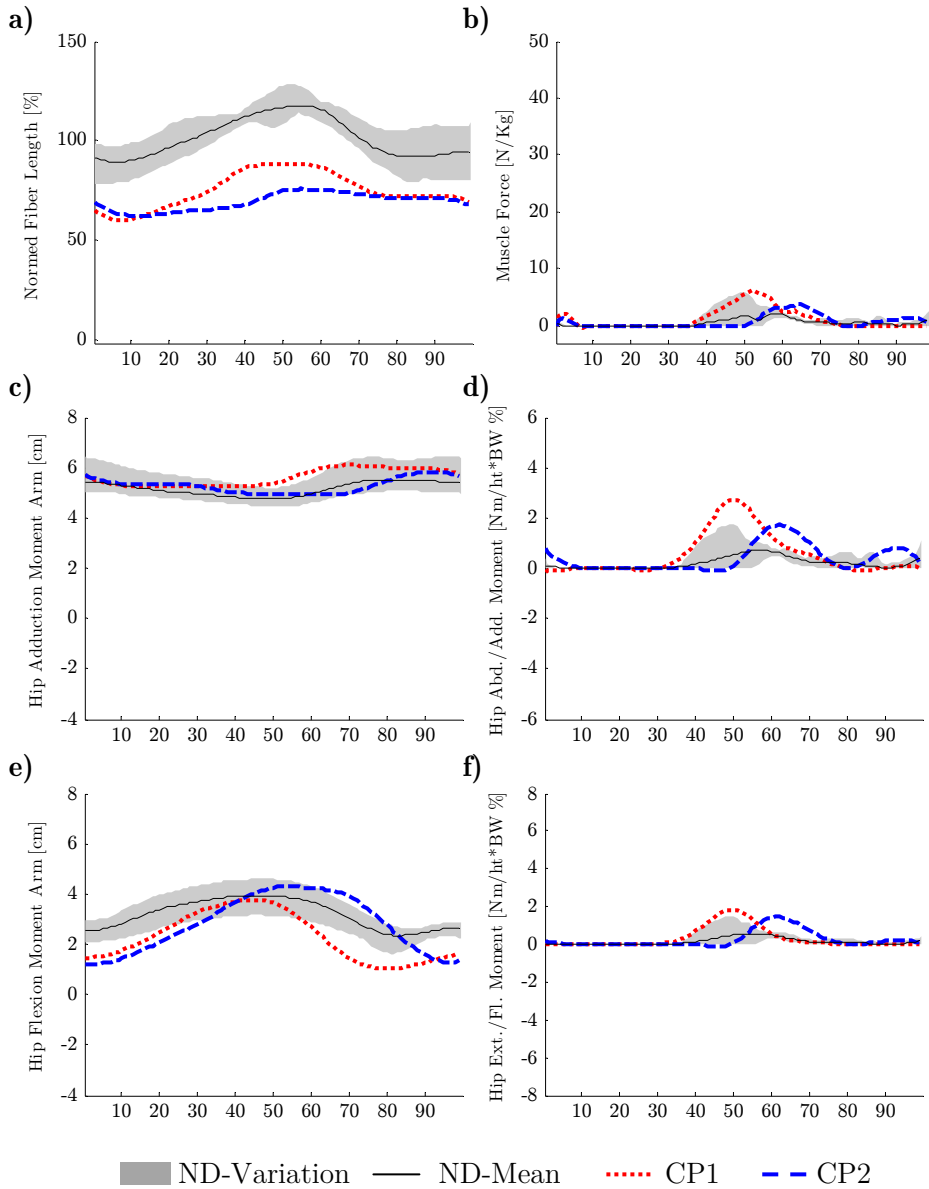 a)
Normed Fiber Length [%]
150
100
50
0
10 20 30 40 50 60 70 80 90
b)
Muscle Force [N/Kg]
50
40
30
20
10
0
10 20 30 40 50 60 70 80 90
c)
Hip Adduction Moment Arm [cm]
8
6
4
2
0
-2
-4
10 20 30 40 50 60 70 80 90
d)
Hip Abd./Add. Moment [Nm/ht*BW %]
6
4
2
0
-2
-4
-6
10 20 30 40 50 60 70 80 90
e)
Hip Flexion Moment Arm [cm]
8
6
4
2
0
-2
-4
10 20 30 40 50 60 70 80 90
f)
Hip Ext./Fl. Moment [Nm/ht*BW %]
8
6
4
2
0
-2
-4
-6
-8
10 20 30 40 50 60 70 80 90
ND-Variation ND-Mean CP1 CP2